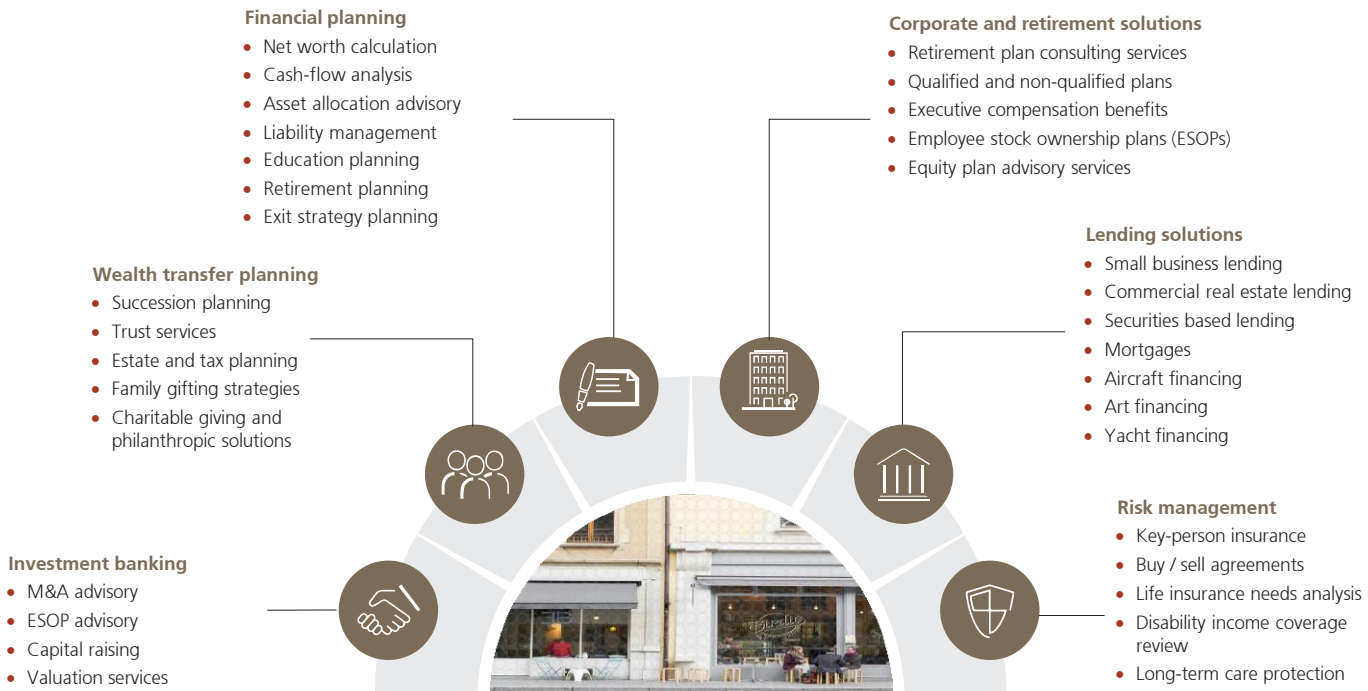 Financial planning
• Net worth calculation
• Cash-flow analysis
• Asset allocation advisory
• Liability management
• Education planning
• Retirement planning
• Exit strategy planning
Corporate and retirement solutions
• Retirement plan consulting services
• Qualified and non-qualified plans
• Executive compensation benefits
• Employee stock ownership plans (ESOPs)
• Equity plan advisory services
Wealth transfer planning
• Succession planning
• Trust services
• Estate and tax planning
• Family gifting strategies
• Charitable giving and
philanthropic solutions
Lending solutions
• Small business lending
• Commercial real estate lending
• Securities based lending
• Mortgages
• Aircraft financing
• Art financing
• Yacht financing
Investment banking
• M&A advisory
• ESOP advisory
• Capital raising
• Valuation services
Risk management
• Key-person insurance
• Buy / sell agreements
• Life insurance needs analysis
• Disability income coverage
review
• Long-term care protection